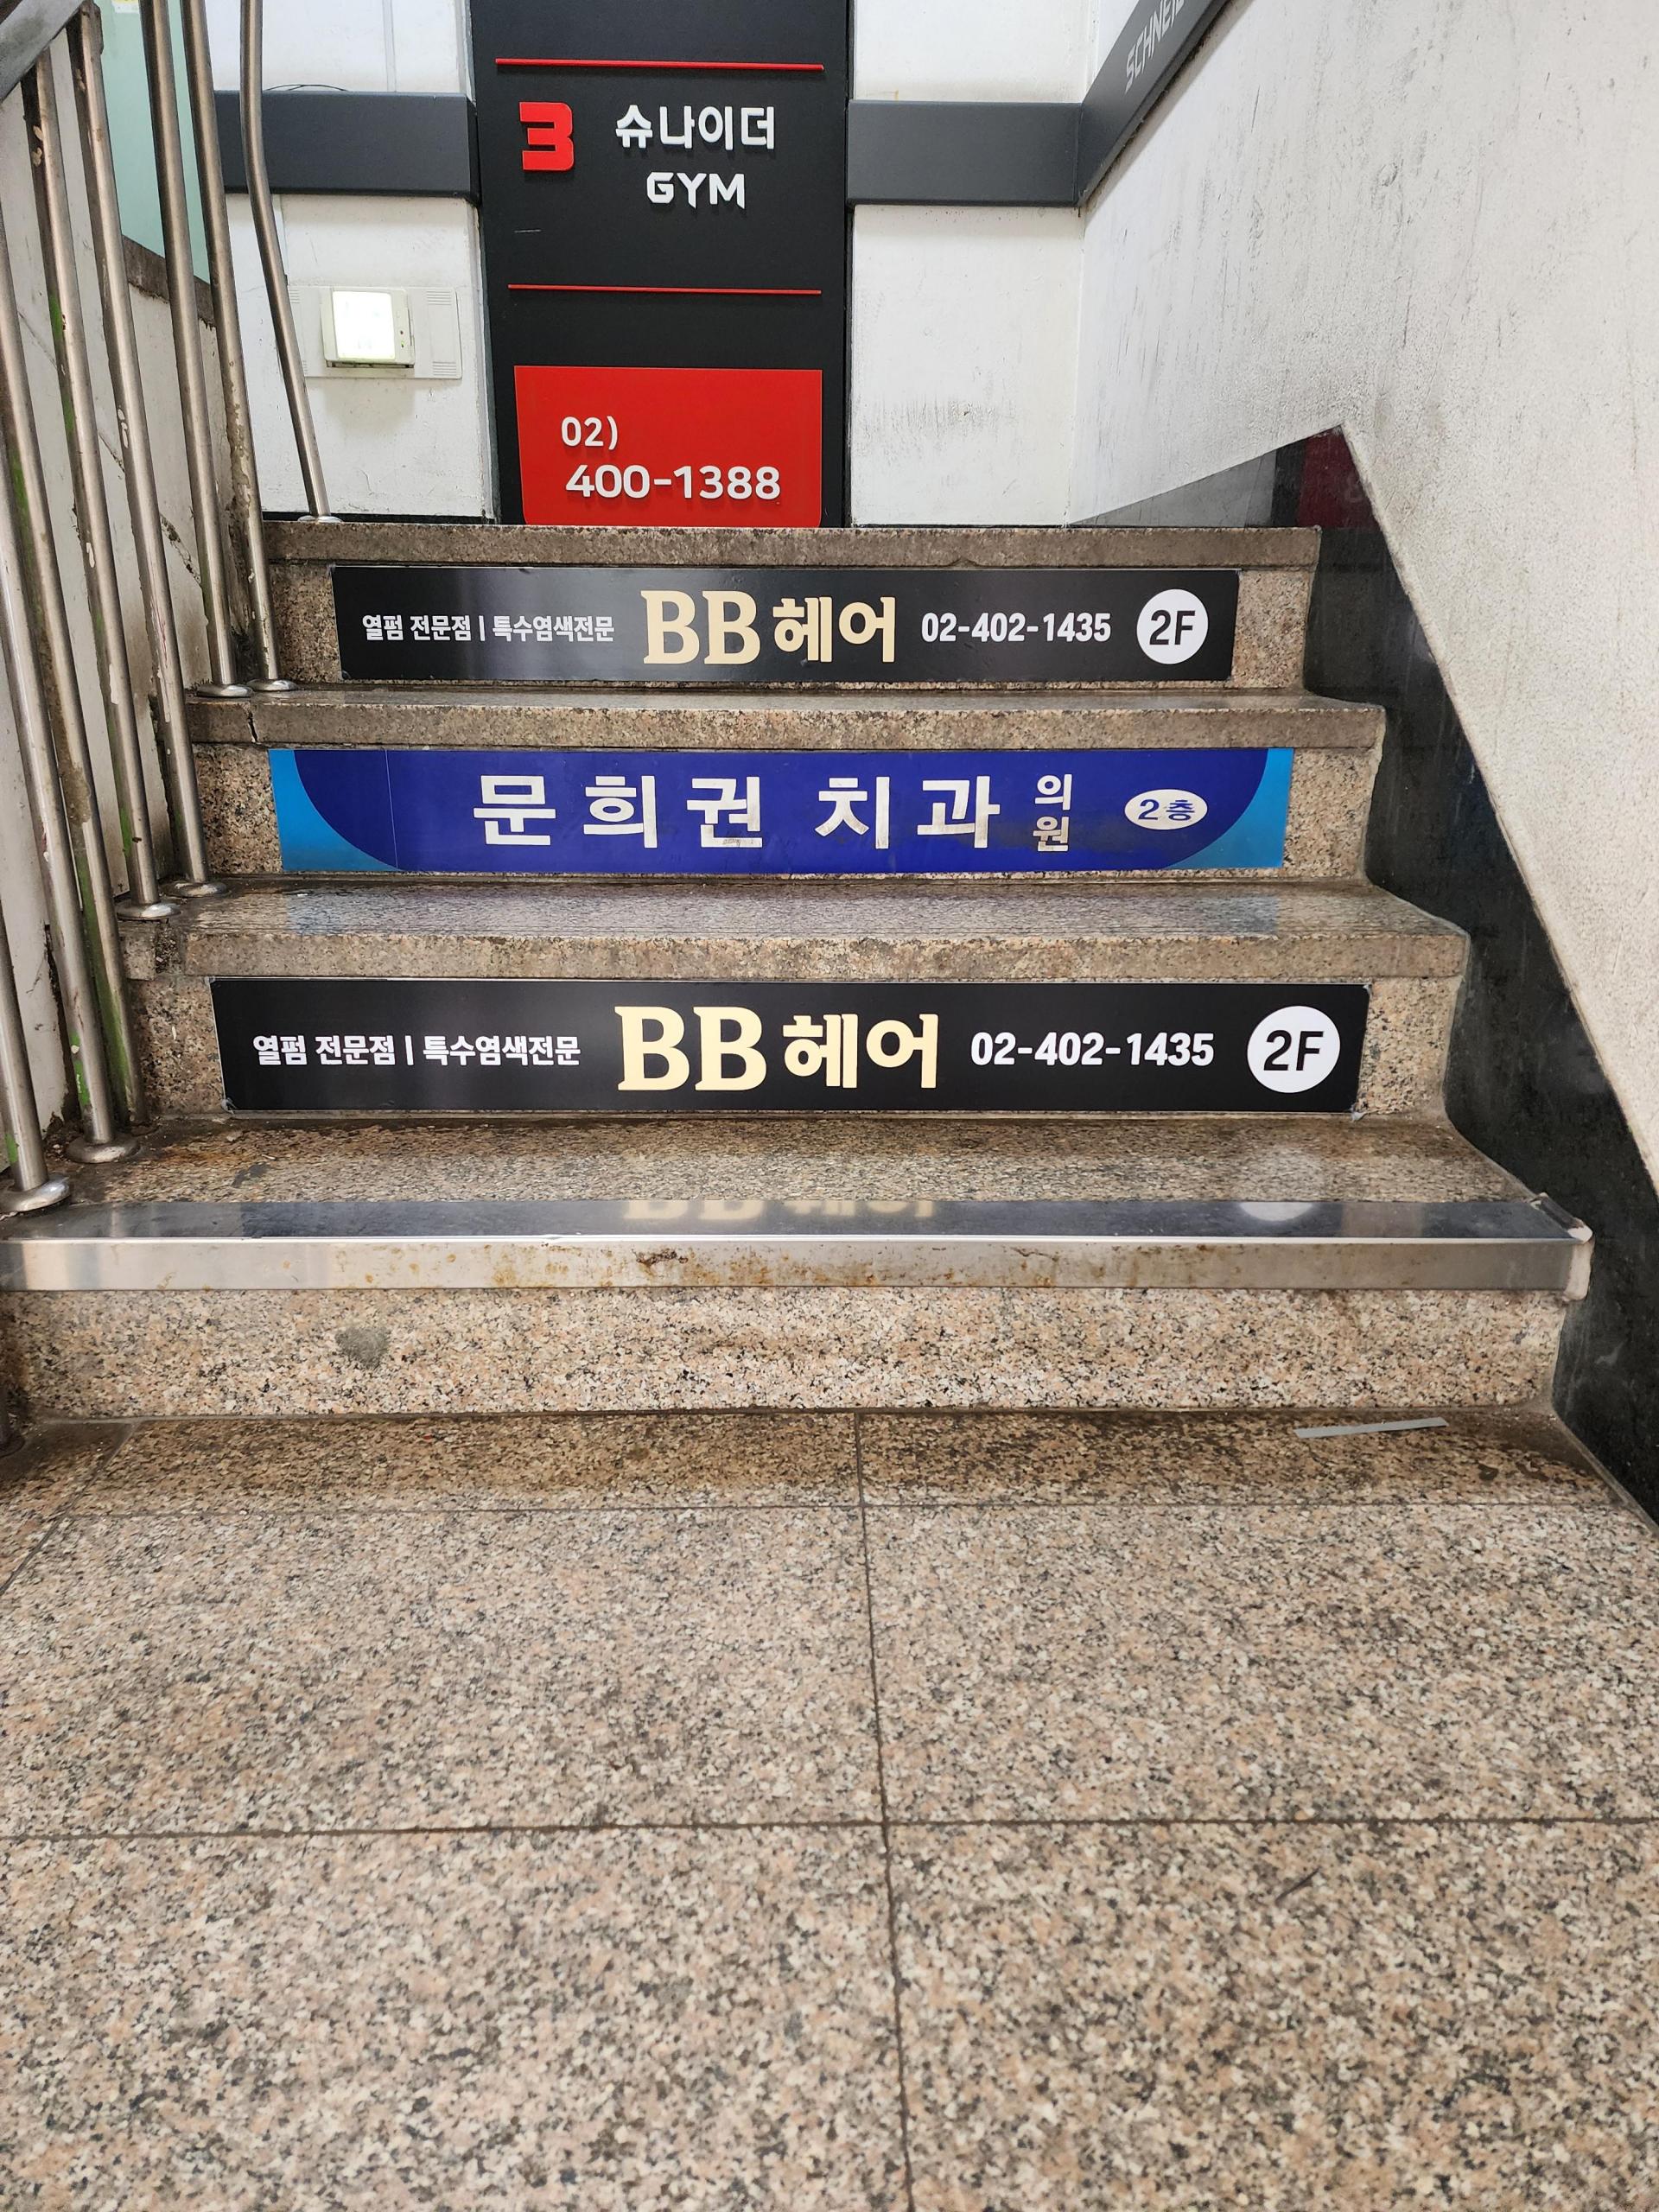 SCHNEID
3 슈나이더
GYM
02)
400-1388
열펌 전문점 | 특수염색전문 BB 헤어 02-402-1435 2F
문희권 치과 의원 2층
열펌 전문점 | 특수염색전문 BB 헤어 02-402-1435 2F